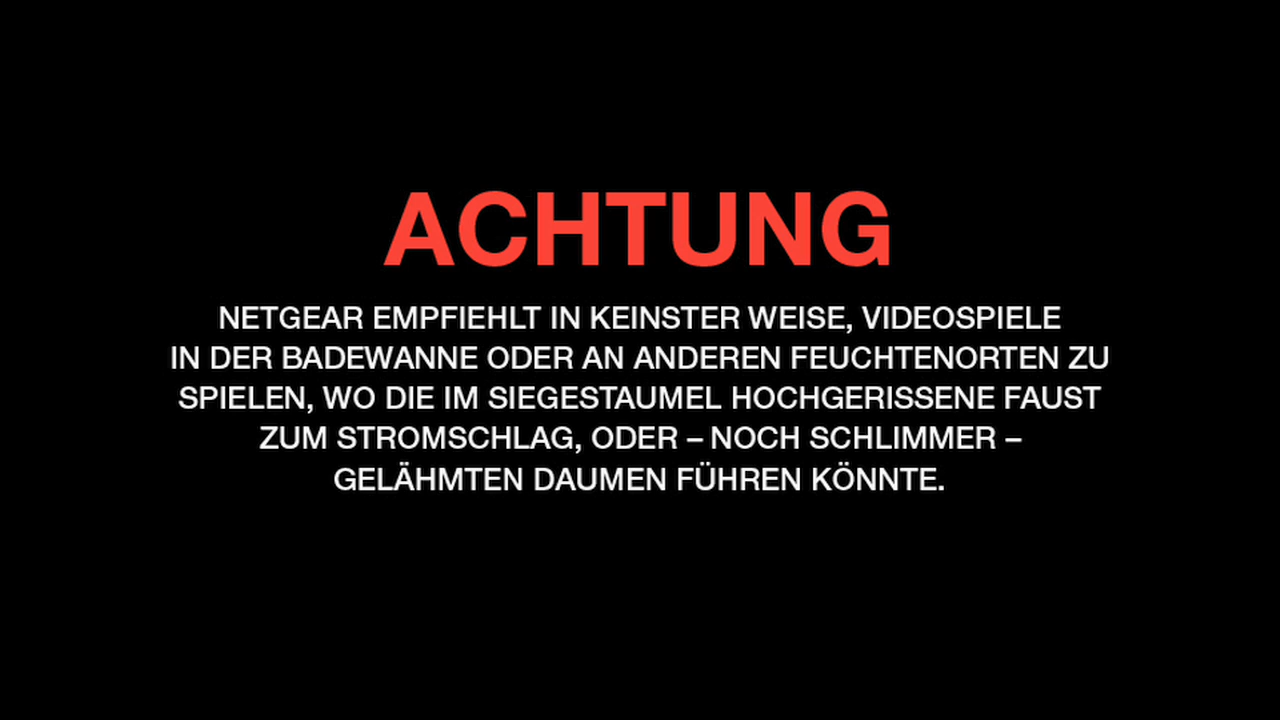 ACHTUNG
NETGEAR EMPFIEHLT IN KEINSTER WEISE, VIDEOSPIELE
IN DER BADEWANNE ODER AN ANDEREN FEUCHTENORTEN ZU
SPIELEN, WO DIE IM SIEGESTAUMEL HOCHGERISSENE FAUST
ZUM STROMSCHLAG, ODER – NOCH SCHLIMMER –
GELÄHMTEN DAUMEN FÜHREN KÖNNTE.